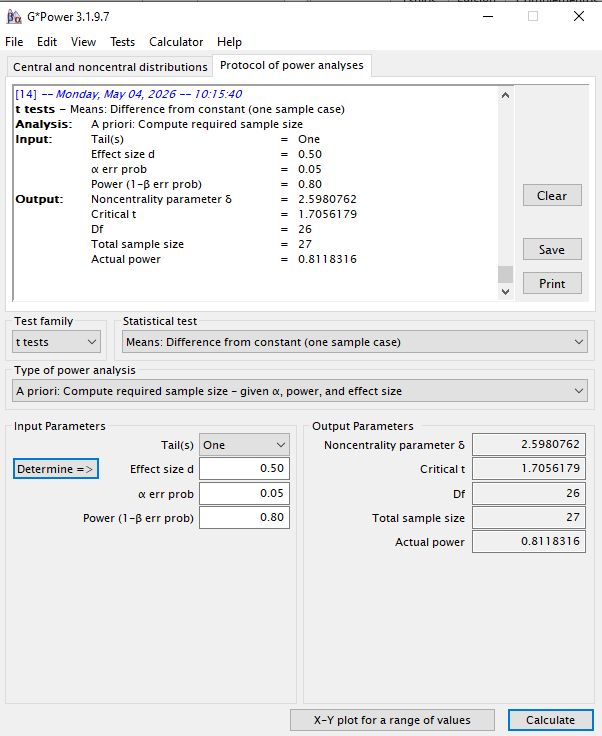 G*Power 3.1.9.7
File Edit View Tests Calculator Help
Central and noncentral distributions Protocol of power analyses
[14] -- Monday, May 04, 2026 -- 10:15:40
t tests – Means: Difference from constant (one sample case)
Analysis: A priori: Compute required sample size
Input: Tail(s) = One
Effect size d = 0.50
α err prob = 0.05
Power (1-β err prob) = 0.80
Output: Noncentrality parameter δ = 2.5980762
Critical t = 1.7056179
Df = 26
Total sample size = 27
Actual power = 0.8118316
Clear
Save
Print
Test family Statistical test
t tests Means: Difference from constant (one sample case)
Type of power analysis
A priori: Compute required sample size – given α, power, and effect size
Input Parameters Output Parameters
Tail(s) One Noncentrality parameter δ 2.5980762
Determine => Effect size d 0.50 Critical t 1.7056179
α err prob 0.05 Df 26
Power (1-β err prob) 0.80 Total sample size 27
Actual power 0.8118316
X-Y plot for a range of values Calculate